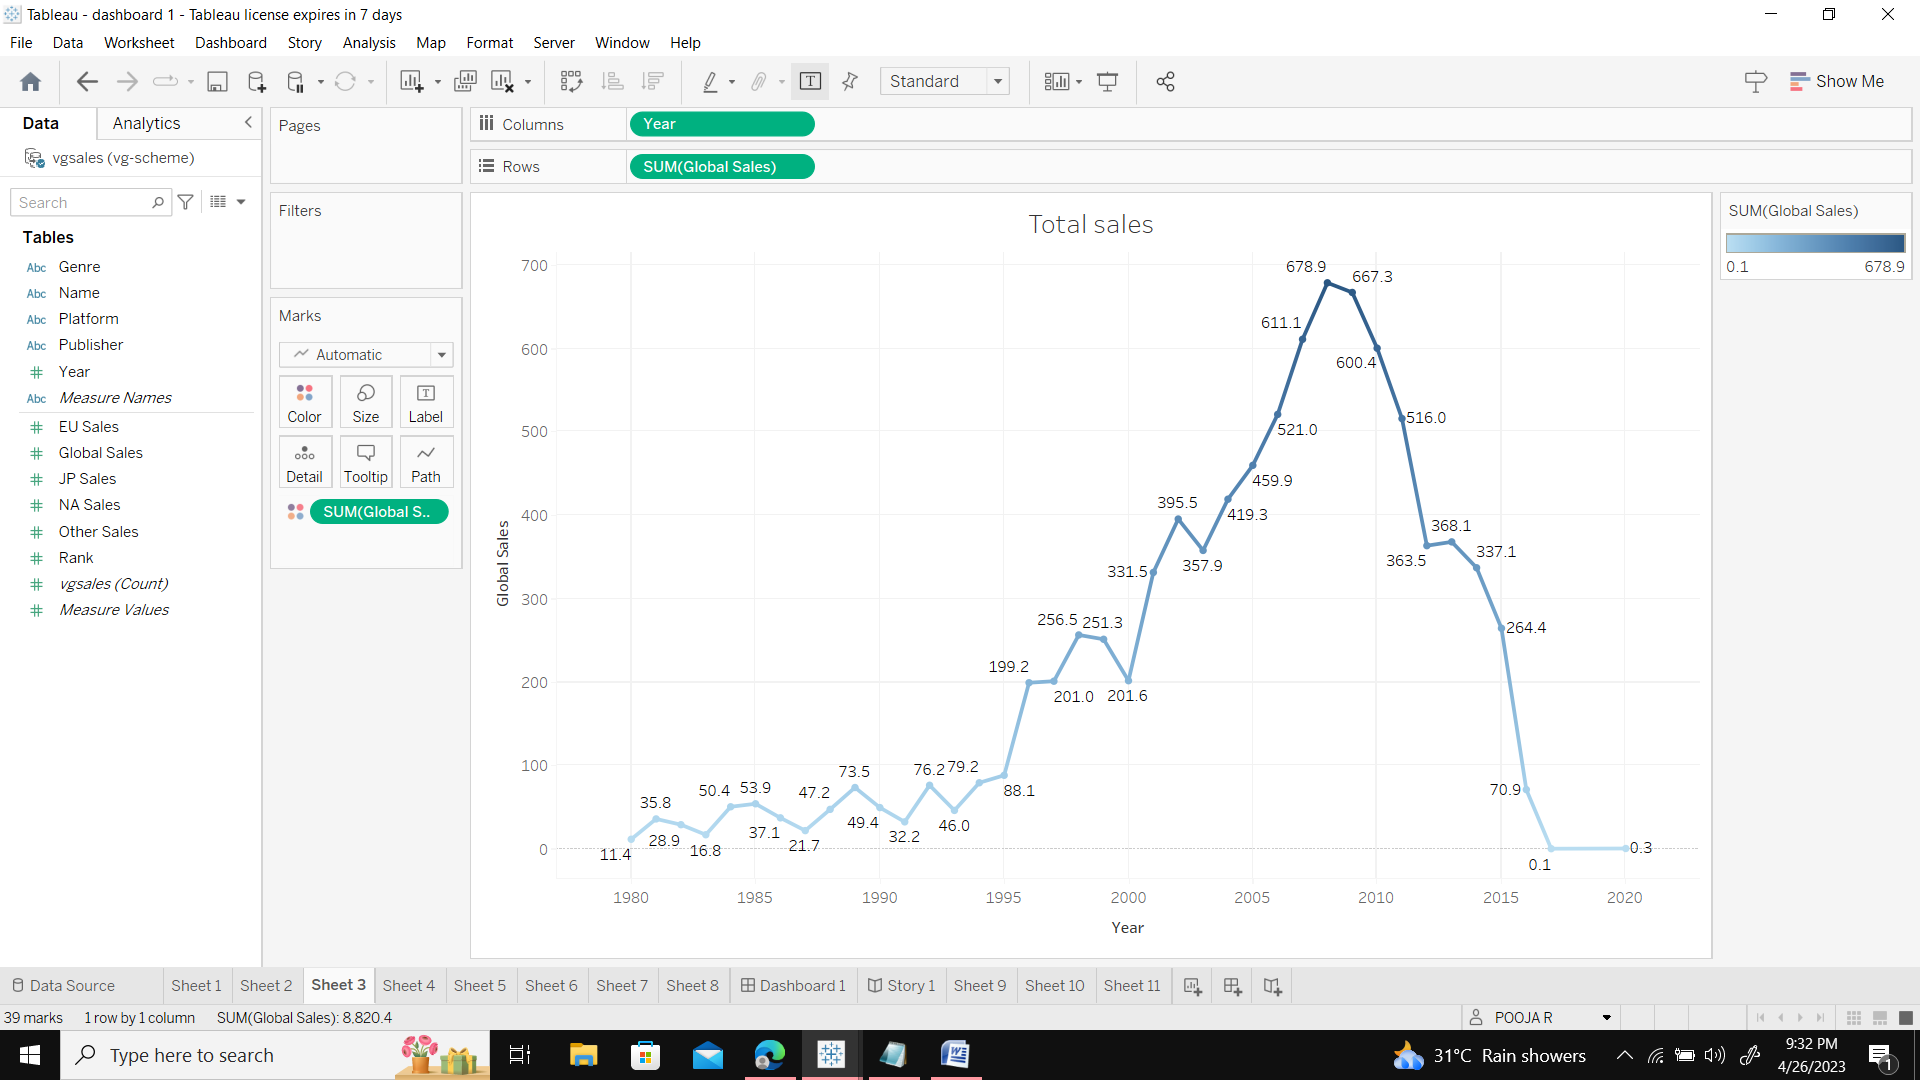 Tableau - dashboard 1 - Tableau license expires in 7 days
File Data Worksheet Dashboard Story Analysis Map Format Server Window Help
Standard
Show Me
Data Analytics
vgsales (vg-scheme)
Search
Tables
Abc Genre
Abc Name
Abc Platform
Abc Publisher
Year
Abc Measure Names
EU Sales
Global Sales
JP Sales
NA Sales
Other Sales
Rank
vgsales (Count)
Measure Values
Pages
Filters
Marks
Automatic
Color Size Label
Detail Tooltip Path
SUM(Global S..
Columns Year
Rows SUM(Global Sales)
Total sales
Global Sales
700
600
500
400
300
200
100
0
11.4
35.8
28.9
16.8
50.4
53.9
37.1
21.7
47.2
73.5
49.4
32.2
76.2
46.0
79.2
88.1
199.2
201.0
256.5
251.3
201.6
331.5
395.5
357.9
419.3
459.9
521.0
611.1
678.9
667.3
600.4
516.0
363.5
368.1
337.1
264.4
70.9
0.1
0.3
1980 1985 1990 1995 2000 2005 2010 2015 2020
Year
SUM(Global Sales)
0.1 678.9
Data Source Sheet 1 Sheet 2 Sheet 3 Sheet 4 Sheet 5 Sheet 6 Sheet 7 Sheet 8 Dashboard 1 Story 1 Sheet 9 Sheet 10 Sheet 11
39 marks 1 row by 1 column SUM(Global Sales): 8,820.4
POOJA R
Type here to search
31°C Rain showers
9:32 PM
4/26/2023
1